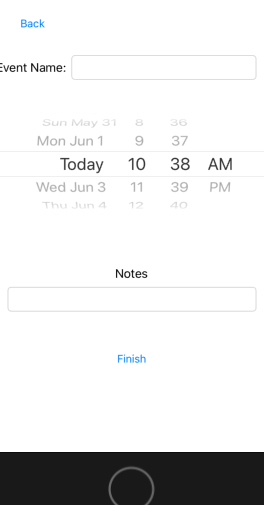 Back
Event Name:
Sun May 31 8 36
Mon Jun 1 9 37
Today 10 38 AM
Wed Jun 3 11 39 PM
Thu Jun 4 12 40
Notes
Finish